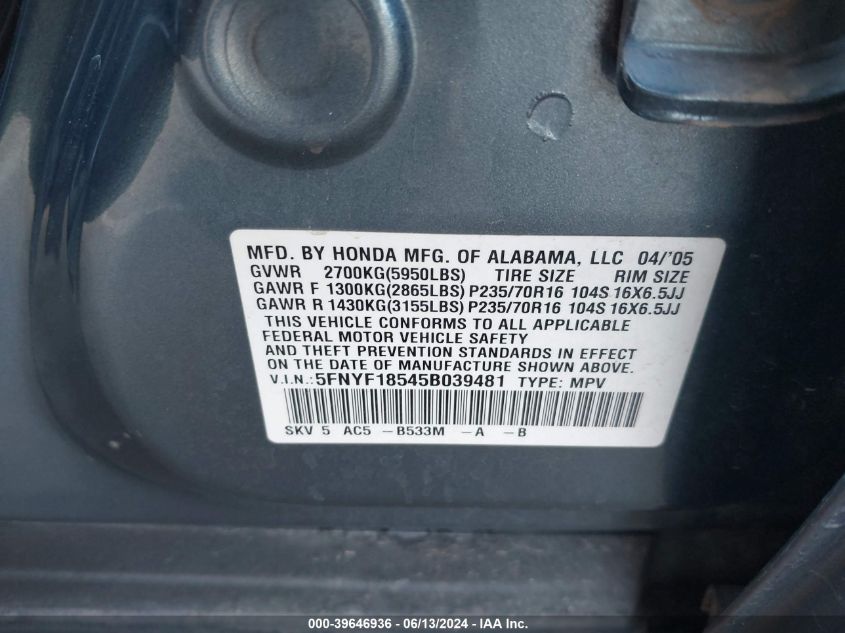 MFD. BY HONDA MFG. OF ALABAMA, LLC 04/'05
GVWR 2700KG(5950LBS) TIRE SIZE RIM SIZE
GAWR F 1300KG(2865LBS) P235/70R16 104S 16X6.5JJ
GAWR R 1430KG(3155LBS) P235/70R16 104S 16X6.5JJ
THIS VEHICLE CONFORMS TO ALL APPLICABLE
FEDERAL MOTOR VEHICLE SAFETY
AND THEFT PREVENTION STANDARDS IN EFFECT
ON THE DATE OF MANUFACTURE SHOWN ABOVE.
V.I.N.: 5FNYF18545B039481 TYPE: MPV
SKV 5 AC5 -B533M -A -B
000-39646936 - 06/13/2024 - IAA Inc.